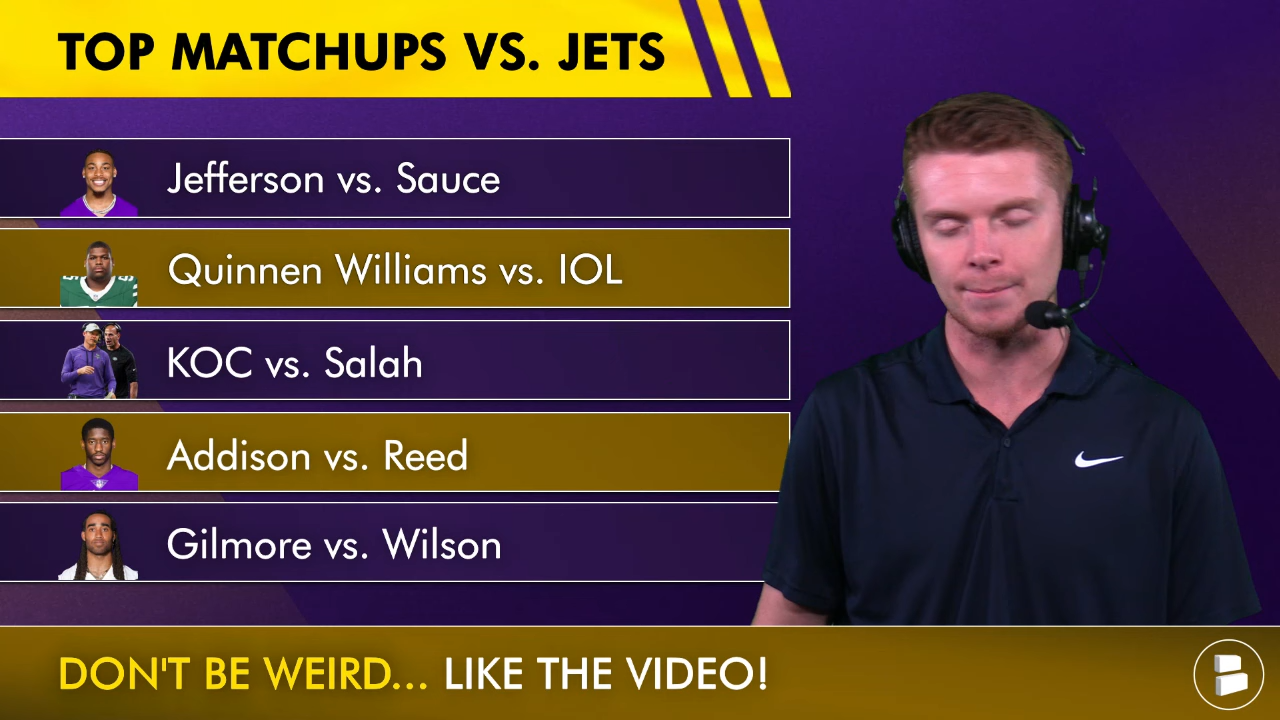 TOP MATCHUPS VS. JETS
Jefferson vs. Sauce
Quinnen Williams vs. IOL
KOC vs. Salah
Addison vs. Reed
Gilmore vs. Wilson
DON'T BE WEIRD... LIKE THE VIDEO!